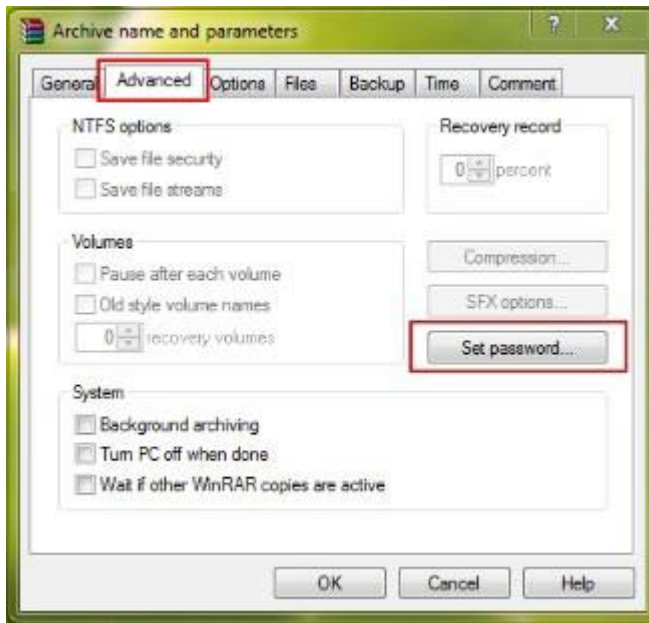 Archive name and parameters
? X
General Advanced Options Files Backup Time Comment
NTFS options
Save file security
Save file streams
Recovery record
0 percent
Volumes
Pause after each volume
Old style volume names
0 recovery volumes
Compression...
SFX options...
Set password...
System
Background archiving
Turn PC off when done
Wait if other WinRAR copies are active
OK Cancel Help